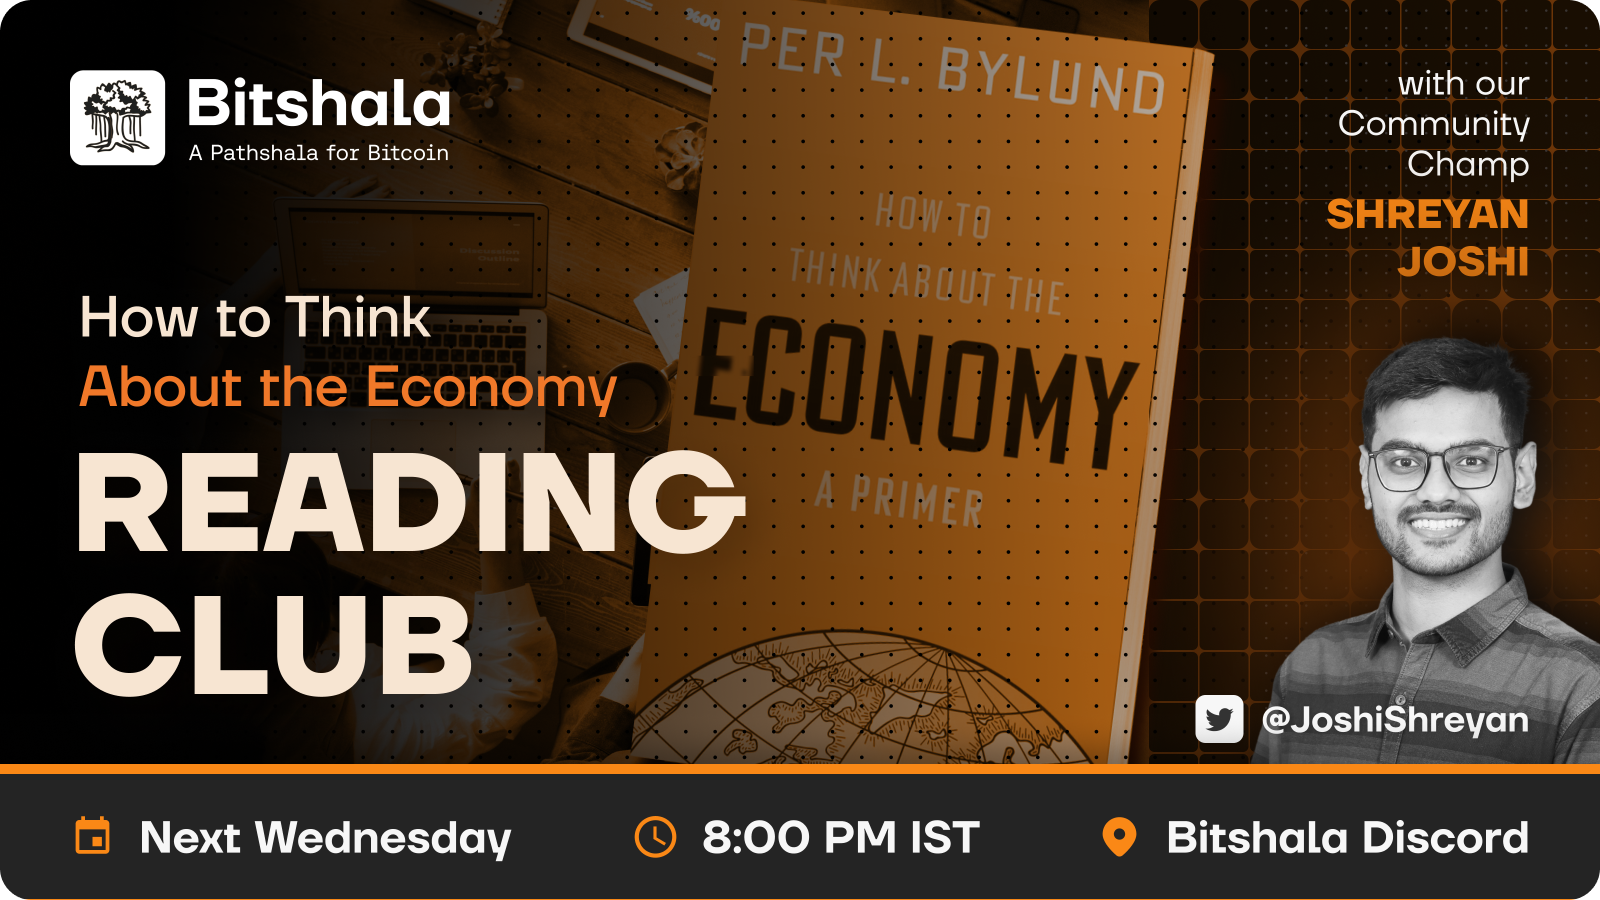 Bitshala
A Pathshala for Bitcoin
How to Think
About the Economy
READING
CLUB
%600
PER L. BYLUND
HOW TO
THINK ABOUT THE
ECONOMY
A PRIMER
with our
Community
Champ
SHREYAN
JOSHI
@JoshiShreyan
Next Wednesday
8:00 PM IST
Bitshala Discord